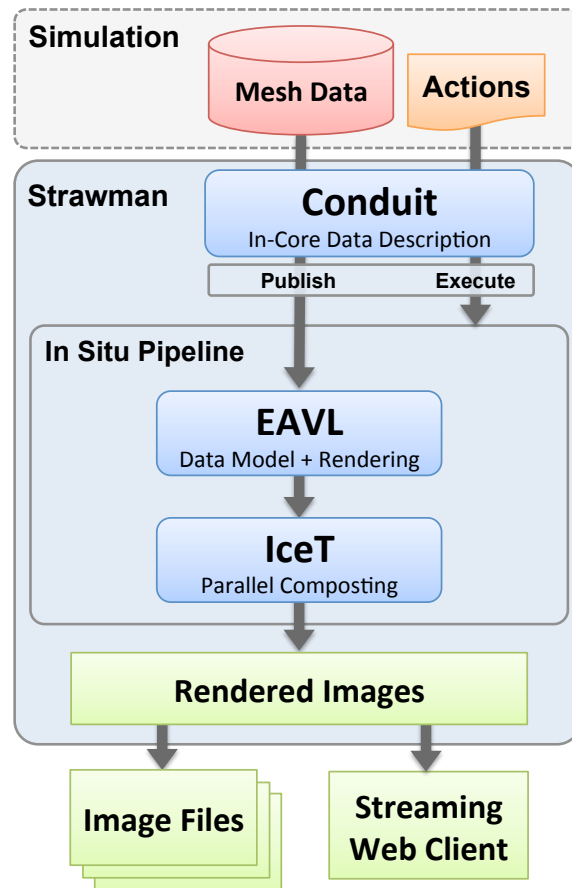 Simulation
Mesh Data
Actions
Strawman
Conduit
In-Core Data Description
Publish
Execute
In Situ Pipeline
EAVL
Data Model + Rendering
IceT
Parallel Composting
Rendered Images
Image Files
Streaming
Web Client